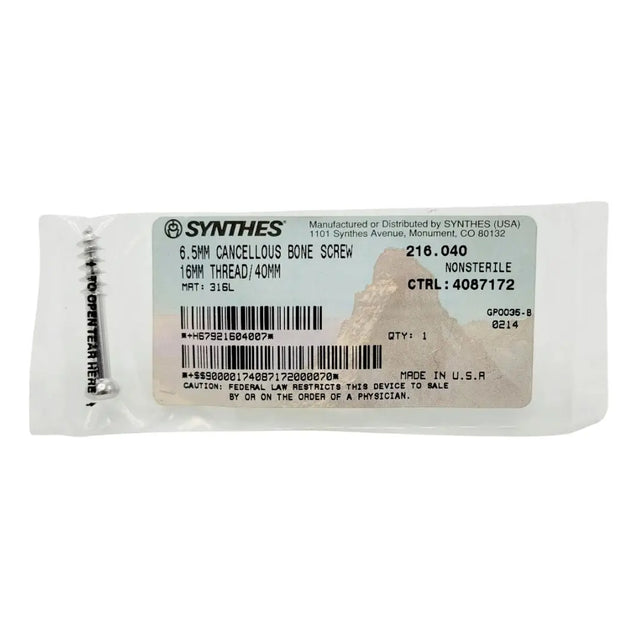 SYNTHES®
Manufactured or Distributed by SYNTHES (USA)
1101 Synthes Avenue, Monument, CO 80132
6.5MM CANCELLOUS BONE SCREW
216.040
16MM THREAD/40MM
NONSTERILE
MAT: 316L
CTRL: 4087172
GP0035-B
0214
*+H67921604007*
QTY: 1
*+$$9000017408717200007O*
MADE IN U.S.A
CAUTION: FEDERAL LAW RESTRICTS THIS DEVICE TO SALE
BY OR ON THE ORDER OF A PHYSICIAN.
TO OPEN TEAR HERE